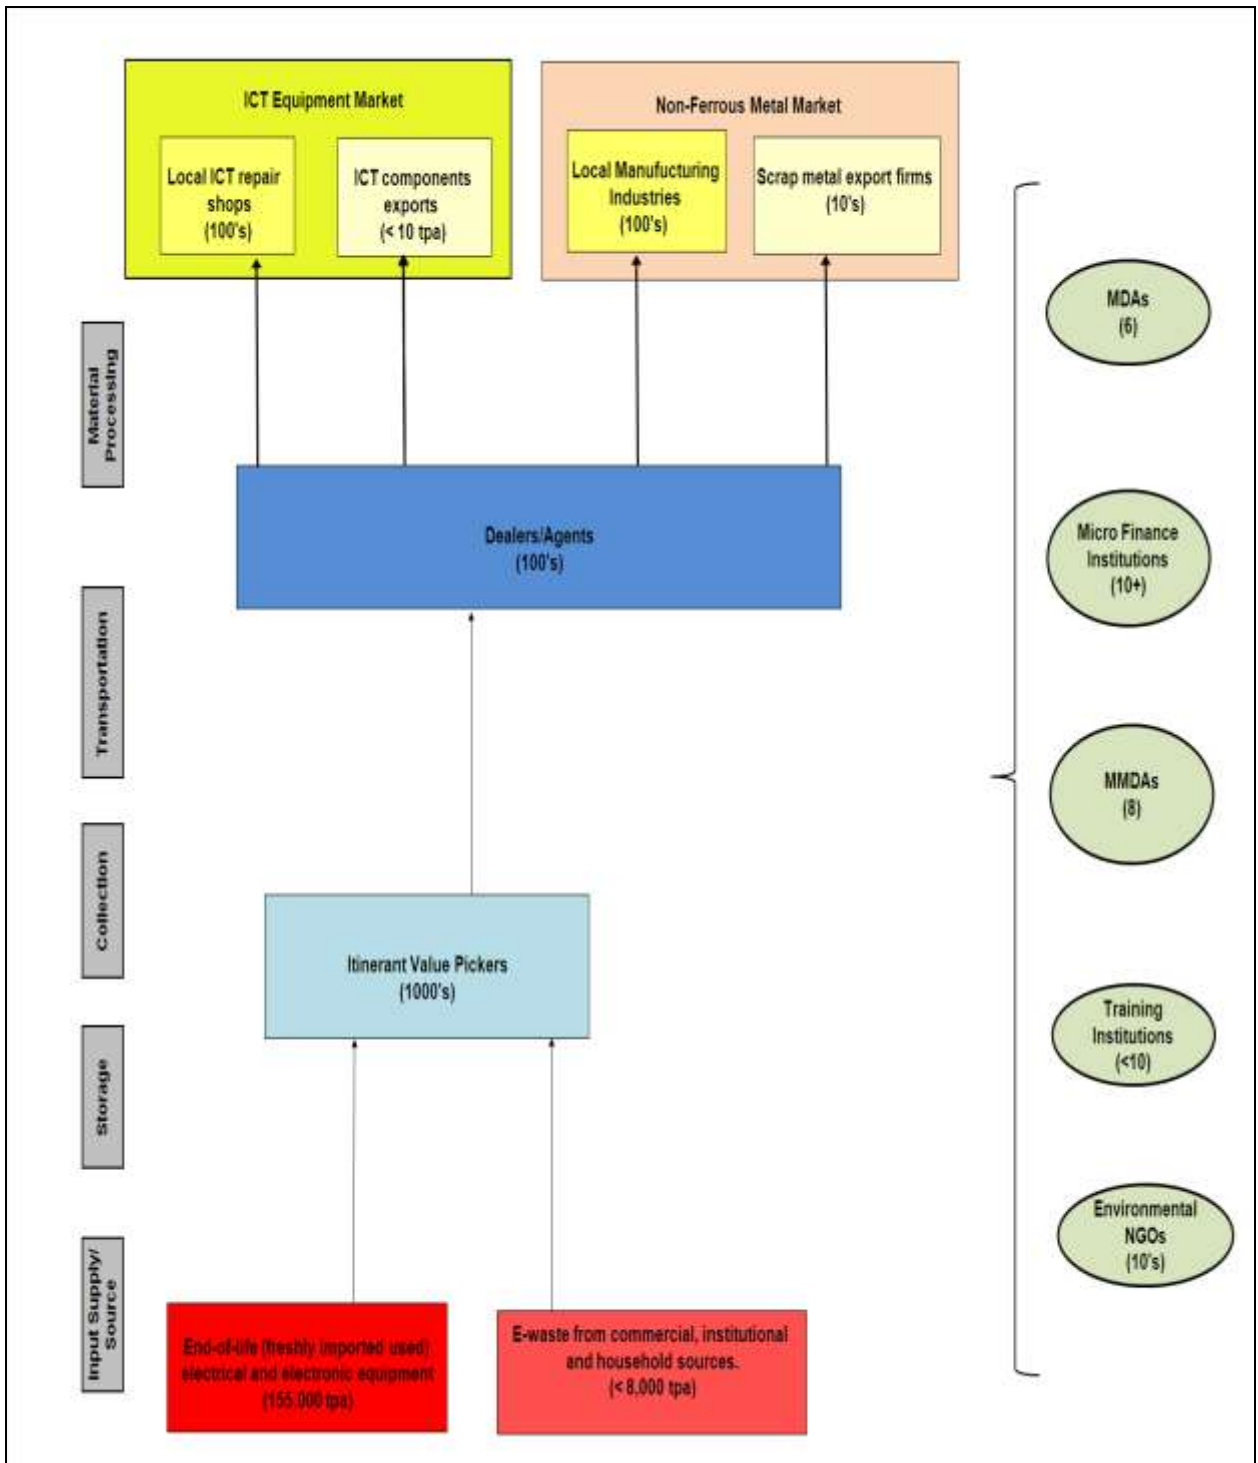 ICT Equipment Market
Local ICT repair
shops
(100's)
ICT components
exports
(< 10 tpa)
Non-Ferrous Metal Market
Local Manufucturing
Industries
(100's)
Scrap metal export firms
(10's)
Material
Processing
Dealers/Agents
(100's)
Transportation
Collection
Itinerant Value Pickers
(1000's)
Storage
Input Supply/
Source
End-of-life (freshly imported used)
electrical and electronic equipment
(155.000 tpa)
E-waste from commercial, institutional
and household sources.
(< 8,000 tpa)
MDAs
(6)
Micro Finance
Institutions
(10+)
MMDAs
(8)
Training
Institutions
(<10)
Environmental
NGOs
(10's)